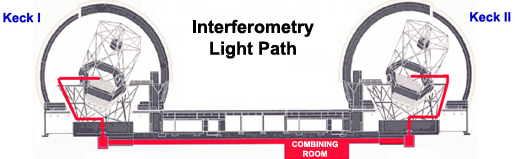 Keck I
Interferometry
Light Path
Keck II
COMBINING
ROOM